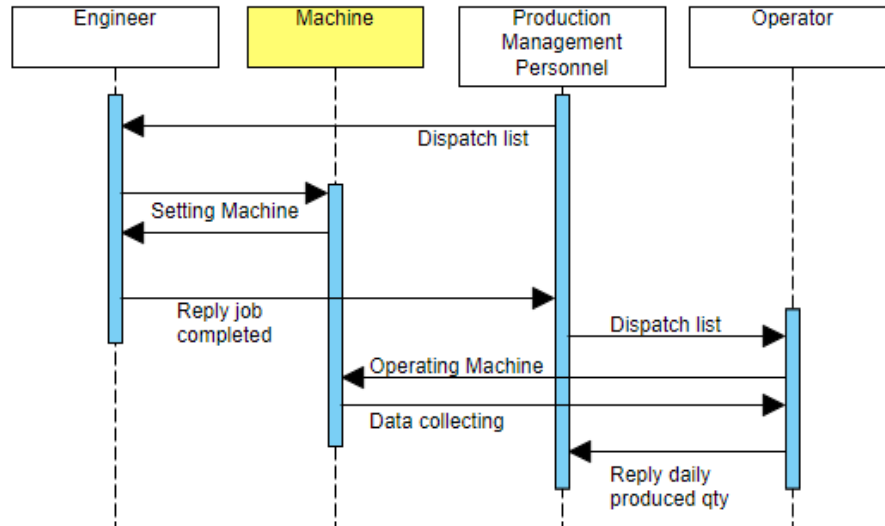 Engineer
Machine
Production
Management
Personnel
Operator
Dispatch list
Setting Machine
Reply job
completed
Dispatch list
Operating Machine
Data collecting
Reply daily
produced qty